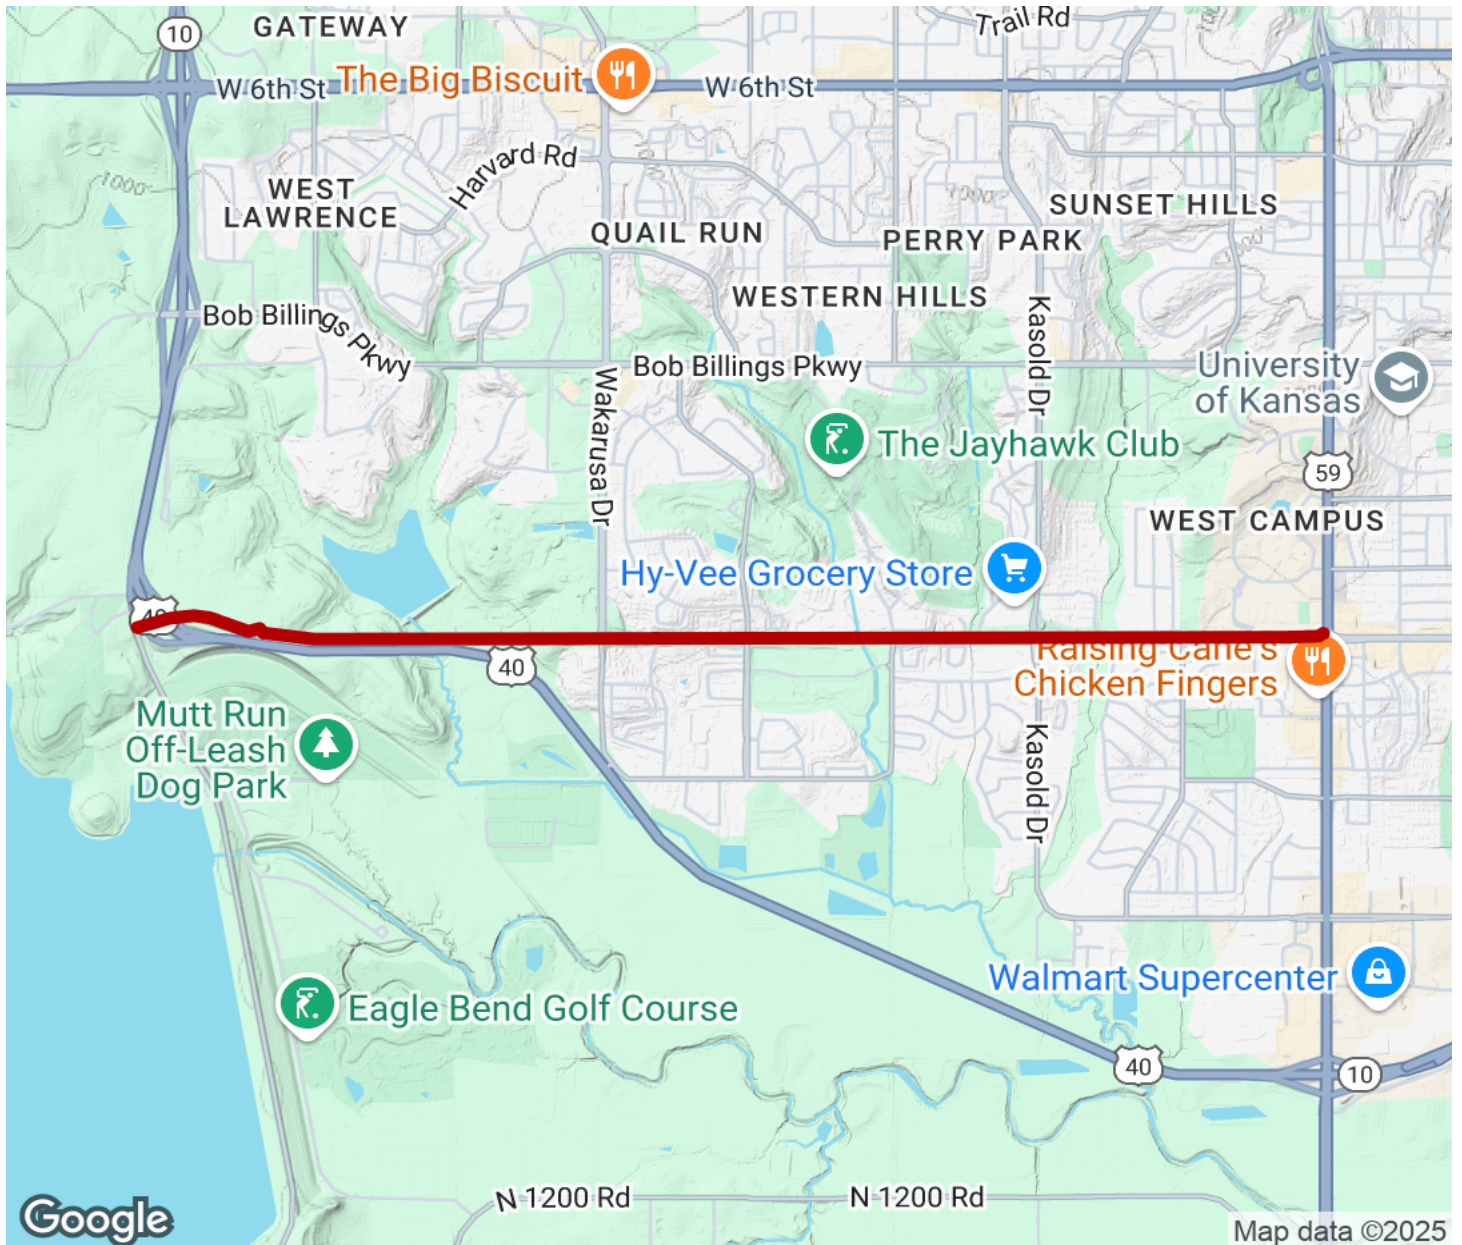 GATEWAY
10
Trail Rd
W 6th St
The Big Biscuit
W 6th St
Harvard Rd
WEST
LAWRENCE
SUNSET HILLS
QUAIL RUN
PERRY PARK
WESTERN HILLS
Bob Billings Pkwy
Kasold Dr
Bob Billings Pkwy
University
of Kansas
Wakarusa Dr
The Jayhawk Club
59
WEST CAMPUS
Hy-Vee Grocery Store
40
40
Raising Cane's
Chicken Fingers
Mutt Run
Off-Leash
Dog Park
Kasold Dr
Walmart Supercenter
Eagle Bend Golf Course
40
10
N 1200 Rd
N 1200 Rd
Google
Map data ©2025
1000